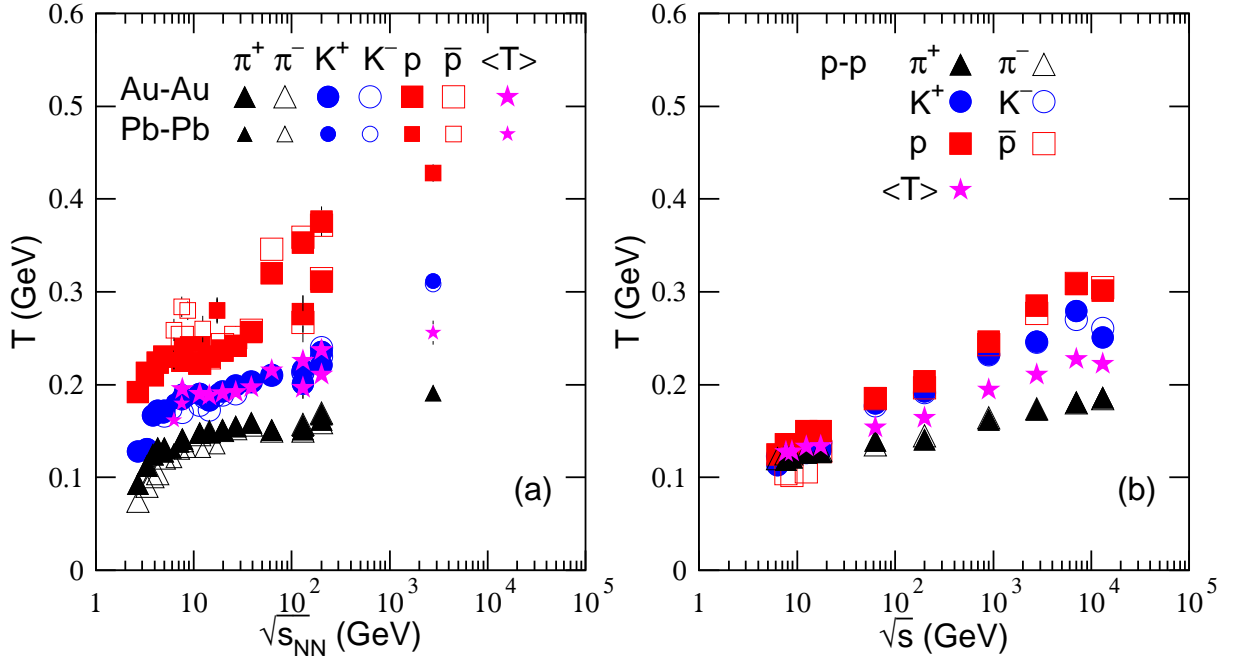 π⁺ π⁻ K⁺ K⁻ p p̅ <T>
Au-Au
Pb-Pb
T (GeV)
0.6
0.5
0.4
0.3
0.2
0.1
0
(a)
1 10 10² 10³ 10⁴ 10⁵
√s_NN (GeV)
p-p π⁺ π⁻
K⁺ K⁻
p p̅
<T>
T (GeV)
0.6
0.5
0.4
0.3
0.2
0.1
0
(b)
1 10 10² 10³ 10⁴ 10⁵
√s (GeV)